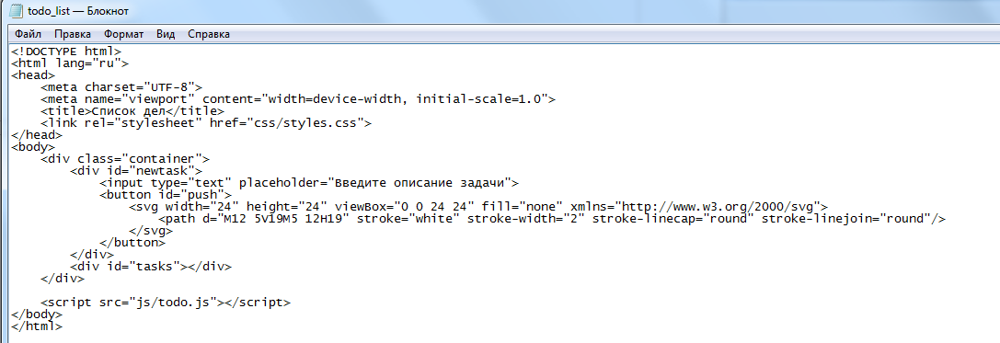 todo_list — Блокнот
Файл Правка Формат Вид Справка
<!DOCTYPE html>
<html lang="ru">
<head>
    <meta charset="UTF-8">
    <meta name="viewport" content="width=device-width, initial-scale=1.0">
    <title>Список дел</title>
    <link rel="stylesheet" href="css/styles.css">
</head>
<body>
    <div class="container">
        <div id="newtask">
            <input type="text" placeholder="Введите описание задачи">
            <button id="push">
                <svg width="24" height="24" viewBox="0 0 24 24" fill="none" xmlns="http://www.w3.org/2000/svg">
                    <path d="M12 5V19M5 12H19" stroke="white" stroke-width="2" stroke-linecap="round" stroke-linejoin="round"/>
                </svg>
            </button>
        </div>
        <div id="tasks"></div>
    </div>

    <script src="js/todo.js"></script>
</body>
</html>